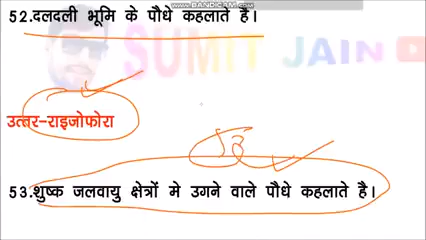 WWW.BANDICAM.COM
52.दलदली भूमि के पौधे कहलाते है।
SUMIT JAIN
उत्तर-राइजोफोरा
53.शुष्क जलवायु क्षेत्रों मे उगने वाले पौधे कहलाते है।